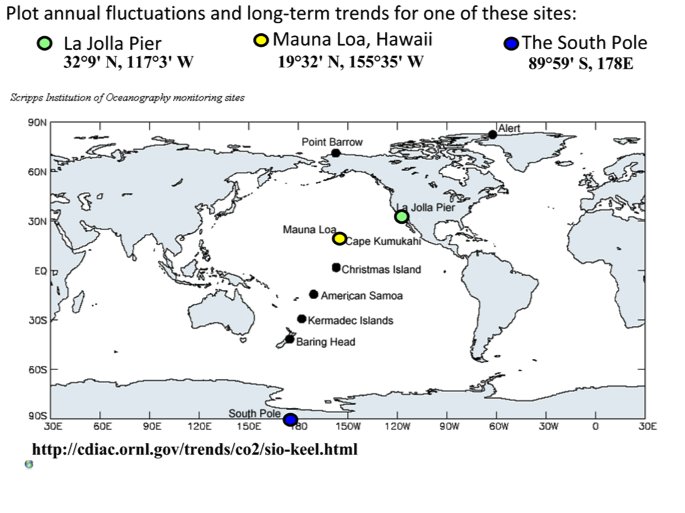 Plot annual fluctuations and long-term trends for one of these sites:
La Jolla Pier
Mauna Loa, Hawaii
The South Pole
32°9' N, 117°3' W
19°32' N, 155°35' W
89°59' S, 178E
Scripps Institution of Oceanography monitoring sites
90N
Alert
Point Barrow
60N
La Jolla Pier
30N
Mauna Loa
Cape Kumukahi
EQ
Christmas Island
American Samoa
30S
Kermadec Islands
Baring Head
60S
South Pole
90S
30E 60E 90E 120E 150E 180 150W 120W 90W 60W 30W 0 30E
http://cdiac.ornl.gov/trends/co2/sio-keel.html